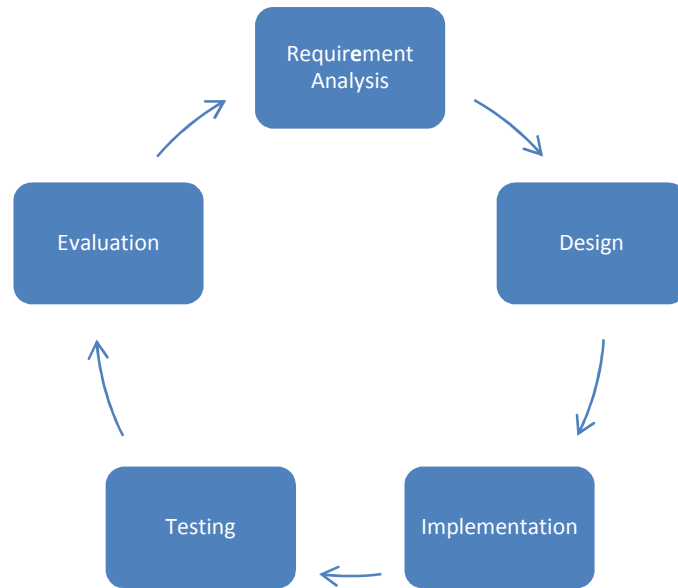 Requirement
Analysis
Design
Implementation
Testing
Evaluation